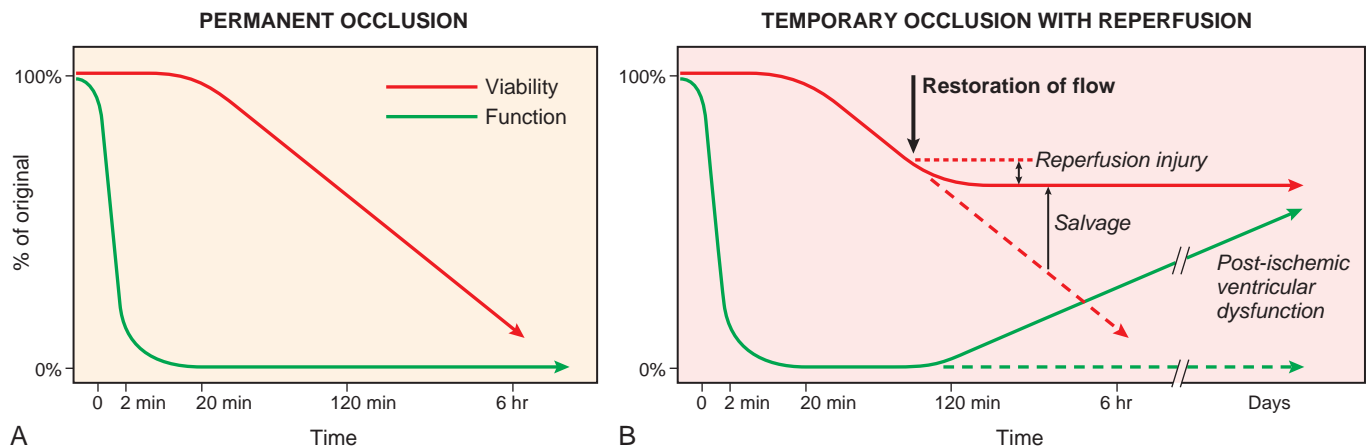 PERMANENT OCCLUSION
% of original
100%
0%
Viability
Function
0
2 min
20 min
120 min
6 hr
Time
A
TEMPORARY OCCLUSION WITH REPERFUSION
100%
0%
Restoration of flow
Reperfusion injury
Salvage
Post-ischemic
ventricular
dysfunction
0
2 min
20 min
120 min
6 hr
Days
Time
B